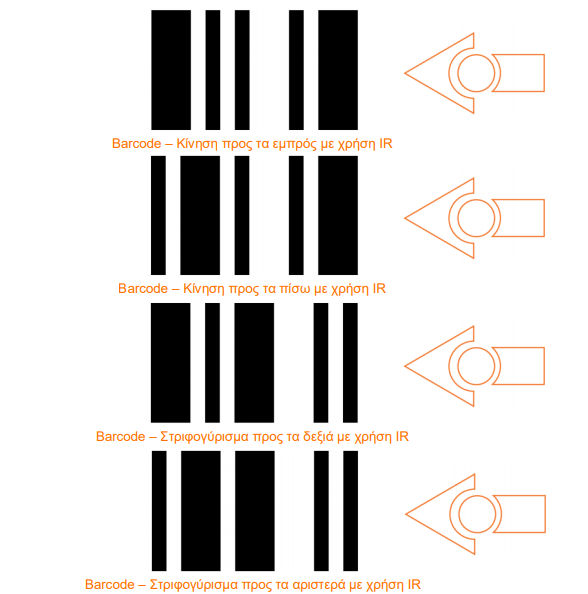 Barcode – Κίνηση προς τα εμπρός με χρήση IR
Barcode – Κίνηση προς τα πίσω με χρήση IR
Barcode – Στριφογύρισμα προς τα δεξιά με χρήση IR
Barcode – Στριφογύρισμα προς τα αριστερά με χρήση IR